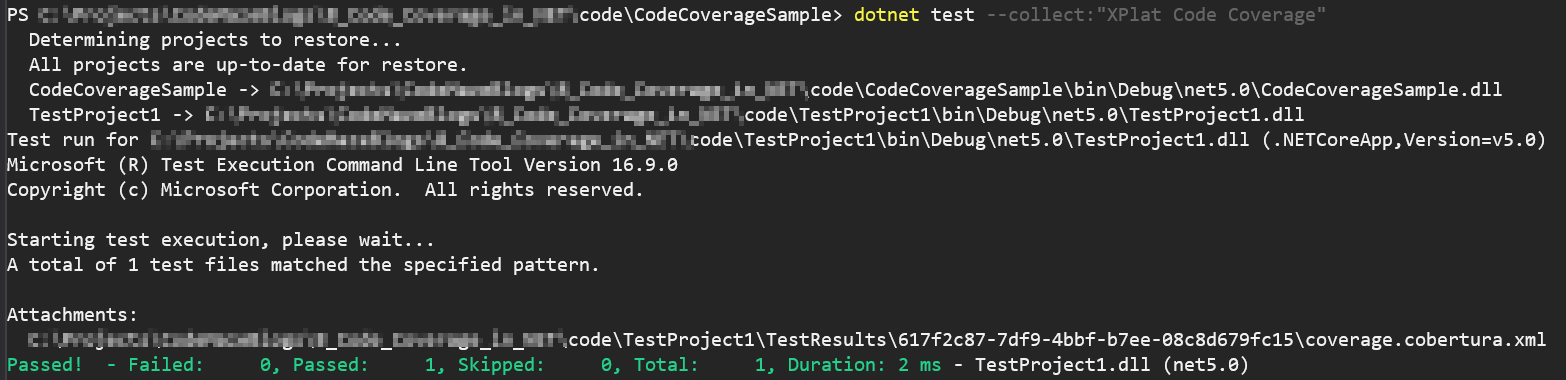 PS code\CodeCoverageSample> dotnet test --collect:"XPlat Code Coverage"
Determining projects to restore...
All projects are up-to-date for restore.
CodeCoverageSample -> code\CodeCoverageSample\bin\Debug\net5.0\CodeCoverageSample.dll
TestProject1 -> code\TestProject1\bin\Debug\net5.0\TestProject1.dll
Test run for code\TestProject1\bin\Debug\net5.0\TestProject1.dll (.NETCoreApp,Version=v5.0)
Microsoft (R) Test Execution Command Line Tool Version 16.9.0
Copyright (c) Microsoft Corporation.  All rights reserved.
Starting test execution, please wait...
A total of 1 test files matched the specified pattern.
Attachments:
code\TestProject1\TestResults\617f2c87-7df9-4bbf-b7ee-08c8d679fc15\coverage.cobertura.xml
Passed!  - Failed:     0, Passed:     1, Skipped:     0, Total:     1, Duration: 2 ms - TestProject1.dll (net5.0)